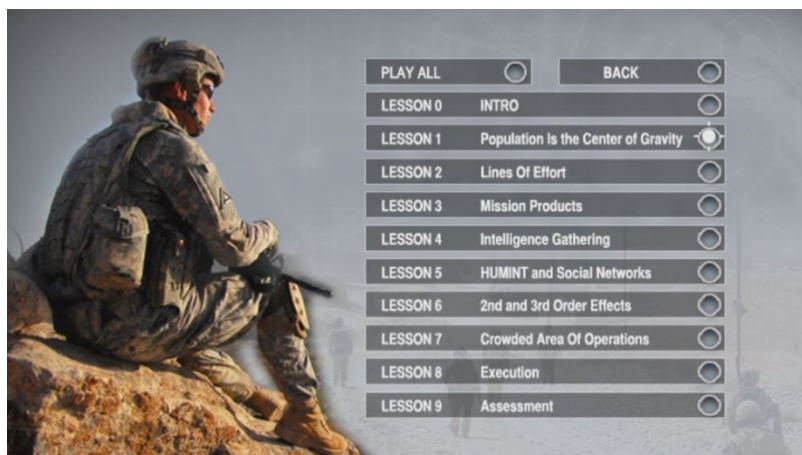 PLAY ALL BACK
LESSON 0 INTRO
LESSON 1 Population Is the Center of Gravity
LESSON 2 Lines Of Effort
LESSON 3 Mission Products
LESSON 4 Intelligence Gathering
LESSON 5 HUMINT and Social Networks
LESSON 6 2nd and 3rd Order Effects
LESSON 7 Crowded Area Of Operations
LESSON 8 Execution
LESSON 9 Assessment